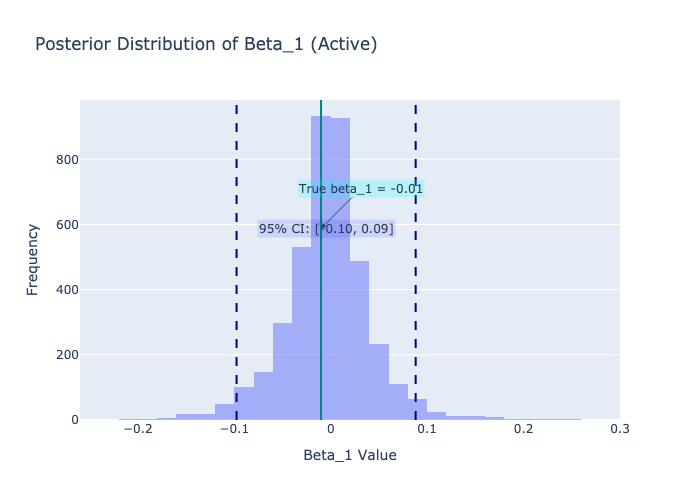 Posterior Distribution of Beta_1 (Active)
800
600
400
200
0
Frequency
True beta_1 = -0.01
95% CI: [-0.10, 0.09]
−0.2
−0.1
0
0.1
0.2
0.3
Beta_1 Value